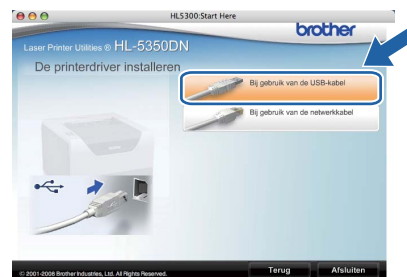 HL5300:Start Here
brother
Laser Printer Utilities ® HL-5350DN
De printerdriver installeren
Bij gebruik van de USB-kabel
Bij gebruik van de netwerkkabel
© 2001-2008 Brother Industries, Ltd. All Rights Reserved.
Terug
Afsluiten